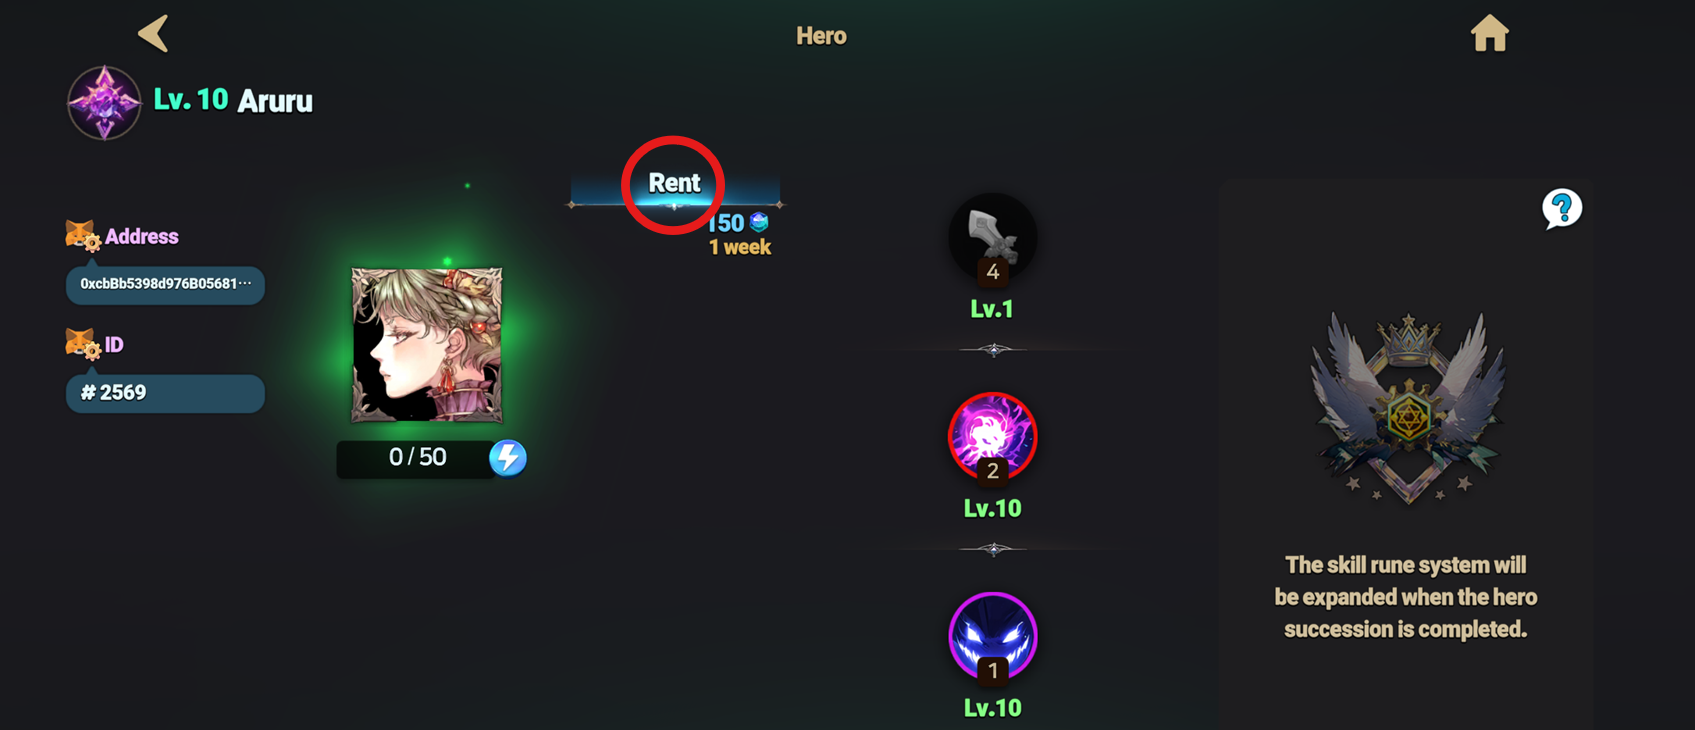 Hero
Lv. 10 Aruru
Rent
150
1 week
Address
0xcbBb5398d976B05681···
ID
# 2569
0 / 50
4
Lv.1
2
Lv.10
1
Lv.10
?
The skill rune system will
be expanded when the hero
succession is completed.